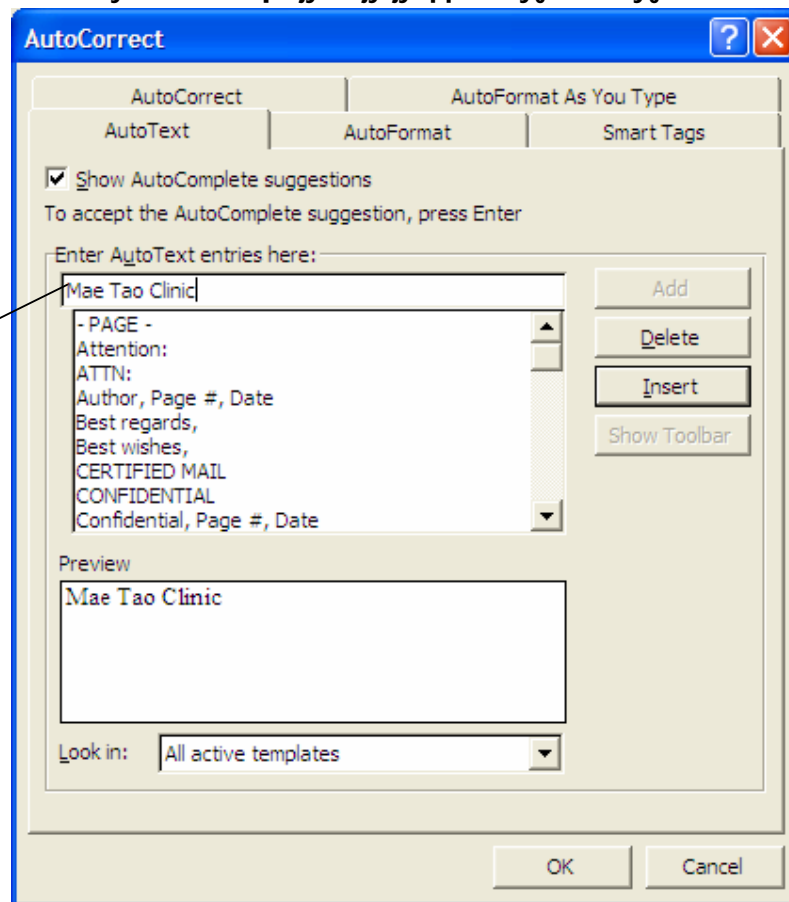 AutoCorrect
AutoCorrect AutoFormat As You Type
AutoText AutoFormat Smart Tags
Show AutoComplete suggestions
To accept the AutoComplete suggestion, press Enter
Enter AutoText entries here:
Mae Tao Clinic Add
- PAGE -
Attention:
ATTN:
Author, Page #, Date
Best regards,
Best wishes,
CERTIFIED MAIL
CONFIDENTIAL
Confidential, Page #, Date
Delete
Insert
Show Toolbar
Preview
Mae Tao Clinic
Look in: All active templates
OK Cancel